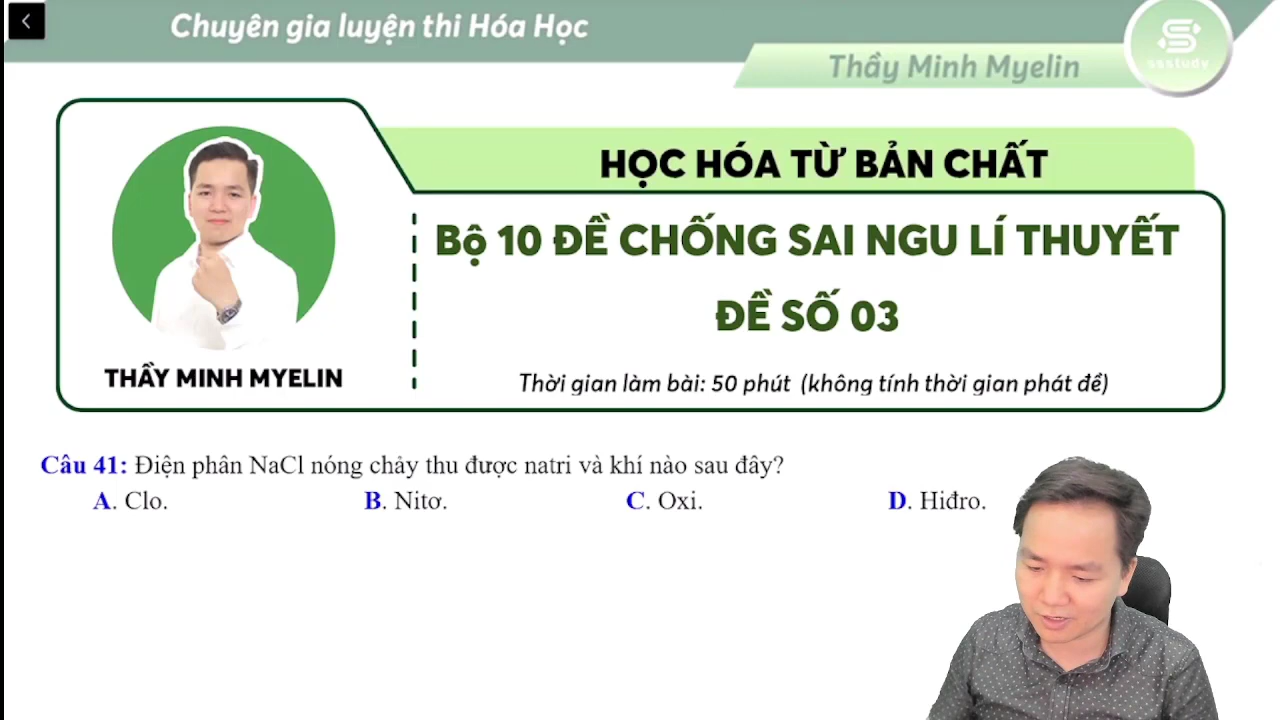 Chuyên gia luyện thi Hóa Học
Thầy Minh Myelin
ssstudy
HỌC HÓA TỪ BẢN CHẤT
Bộ 10 ĐỀ CHỐNG SAI NGU LÍ THUYẾT
ĐỀ SỐ 03
THẦY MINH MYELIN
Thời gian làm bài: 50 phút (không tính thời gian phát đề)
Câu 41: Điện phân NaCl nóng chảy thu được natri và khí nào sau đây?
A. Clo. B. Nitơ. C. Oxi. D. Hiđro.